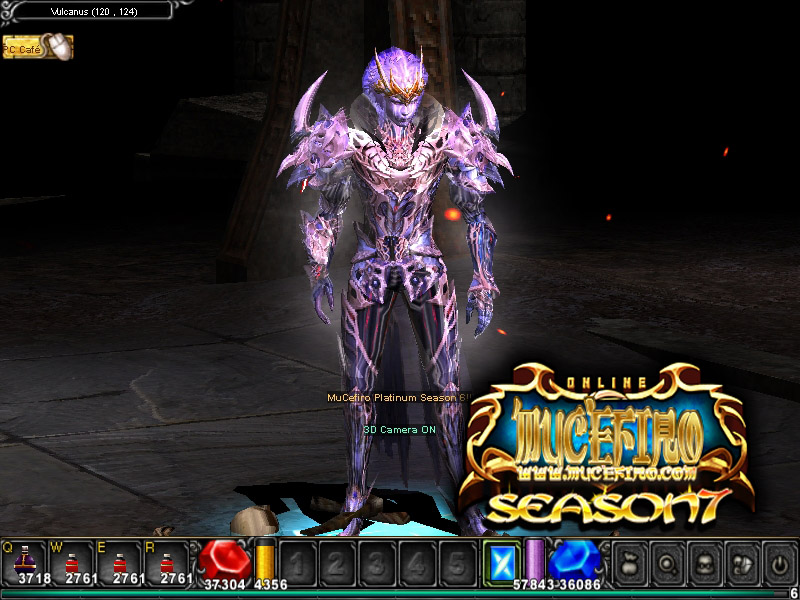 Vulcanus (120 , 124)
PC Café
MuCefiro Platinum Season 6!!
3D Camera ON
ONLINE
MUCEFIRO
WWW.MUCEFIRO.COM
SEASON7
Q W E R
3718 2761 2761 2761 37304 4356 1 2 3 4 5 57843 36086
6